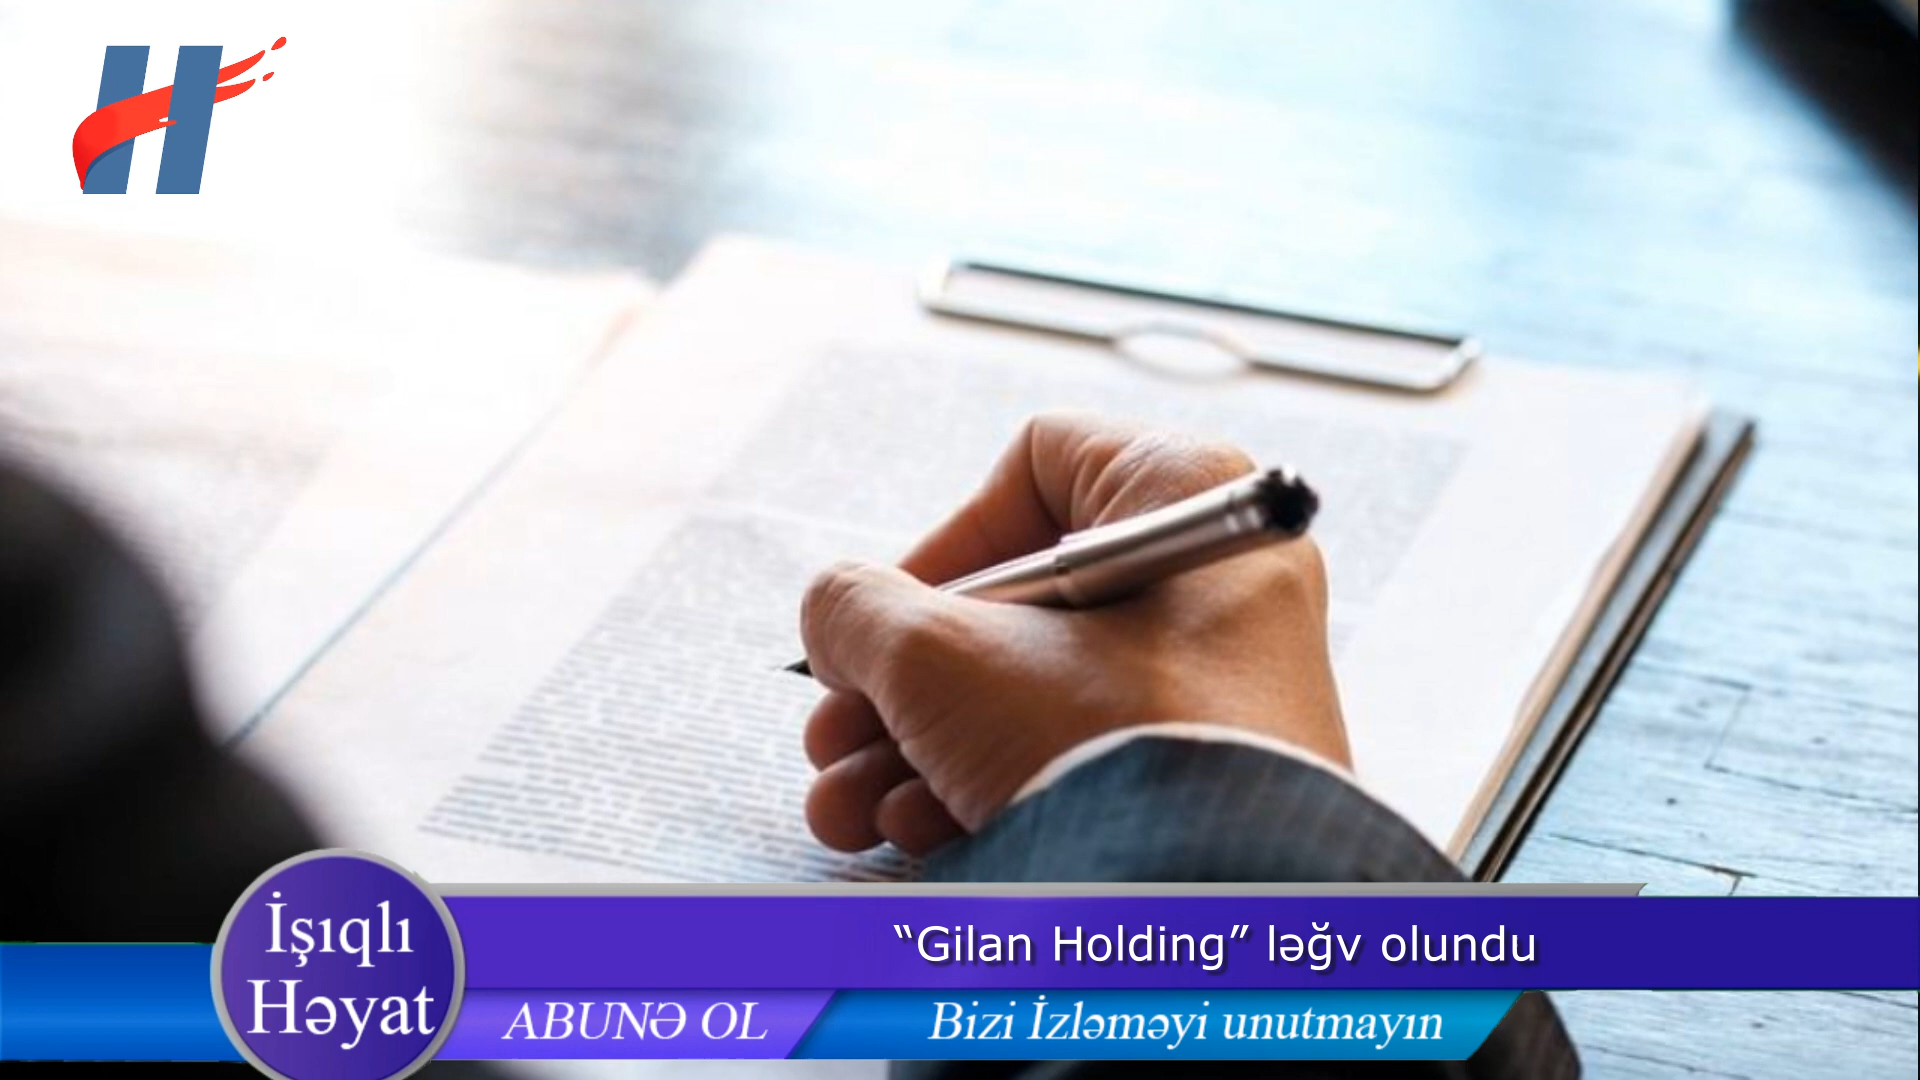 “Gilan Holding” ləğv olundu
İşıqlı
Həyat
ABUNƏ OL
Bizi İzləməyi unutmayın